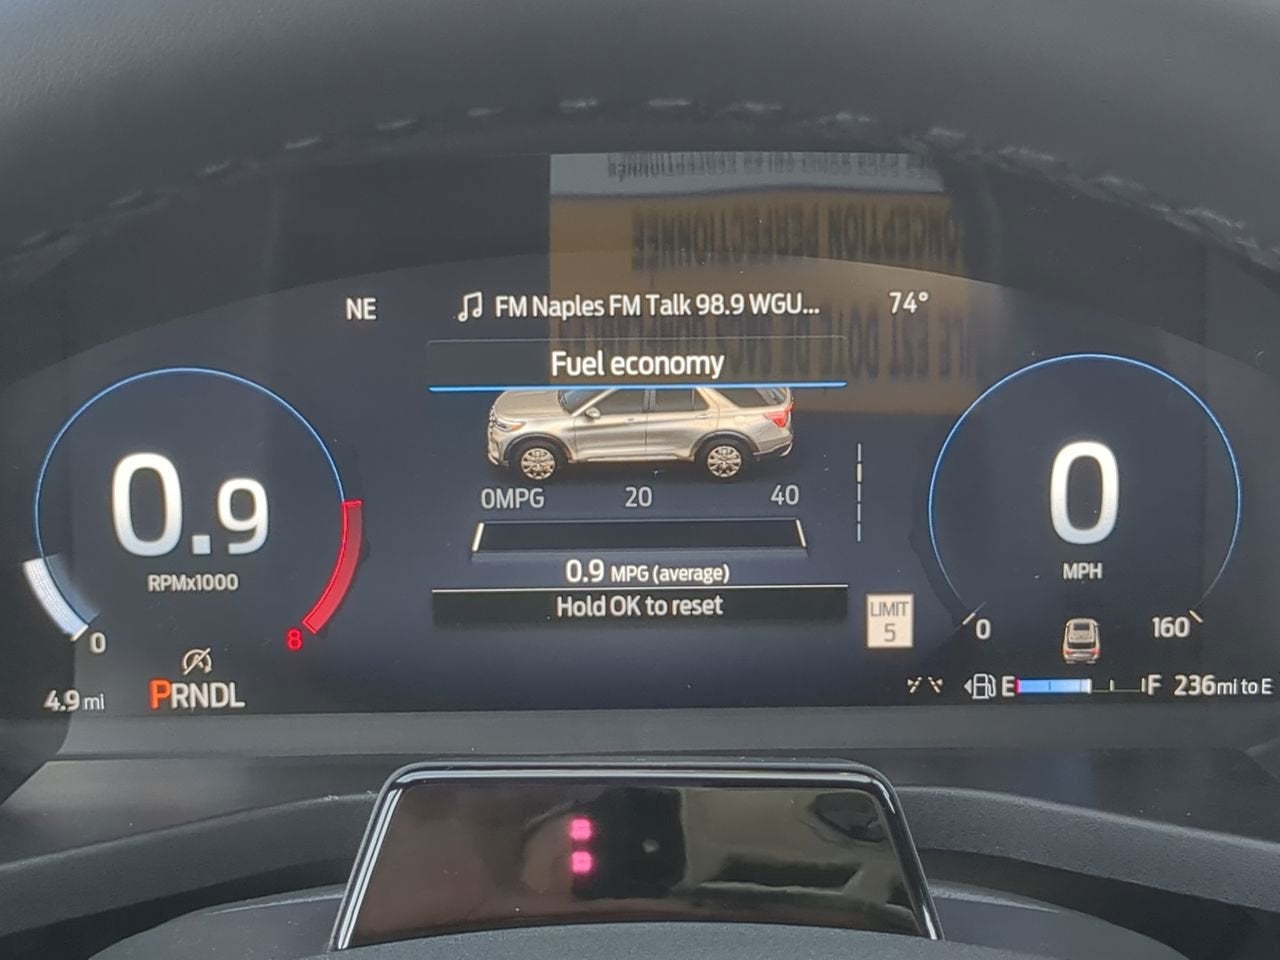 NE
FM Naples FM Talk 98.9 WGU...
74°
Fuel economy
0MPG 20 40
0.9 MPG (average)
Hold OK to reset
0.9
RPMx1000
0
8
4.9 mi
PRNDL
0
MPH
0
160
LIMIT
5
E
F
236mi to E
CONCEPTION PERFECTIONNÉE